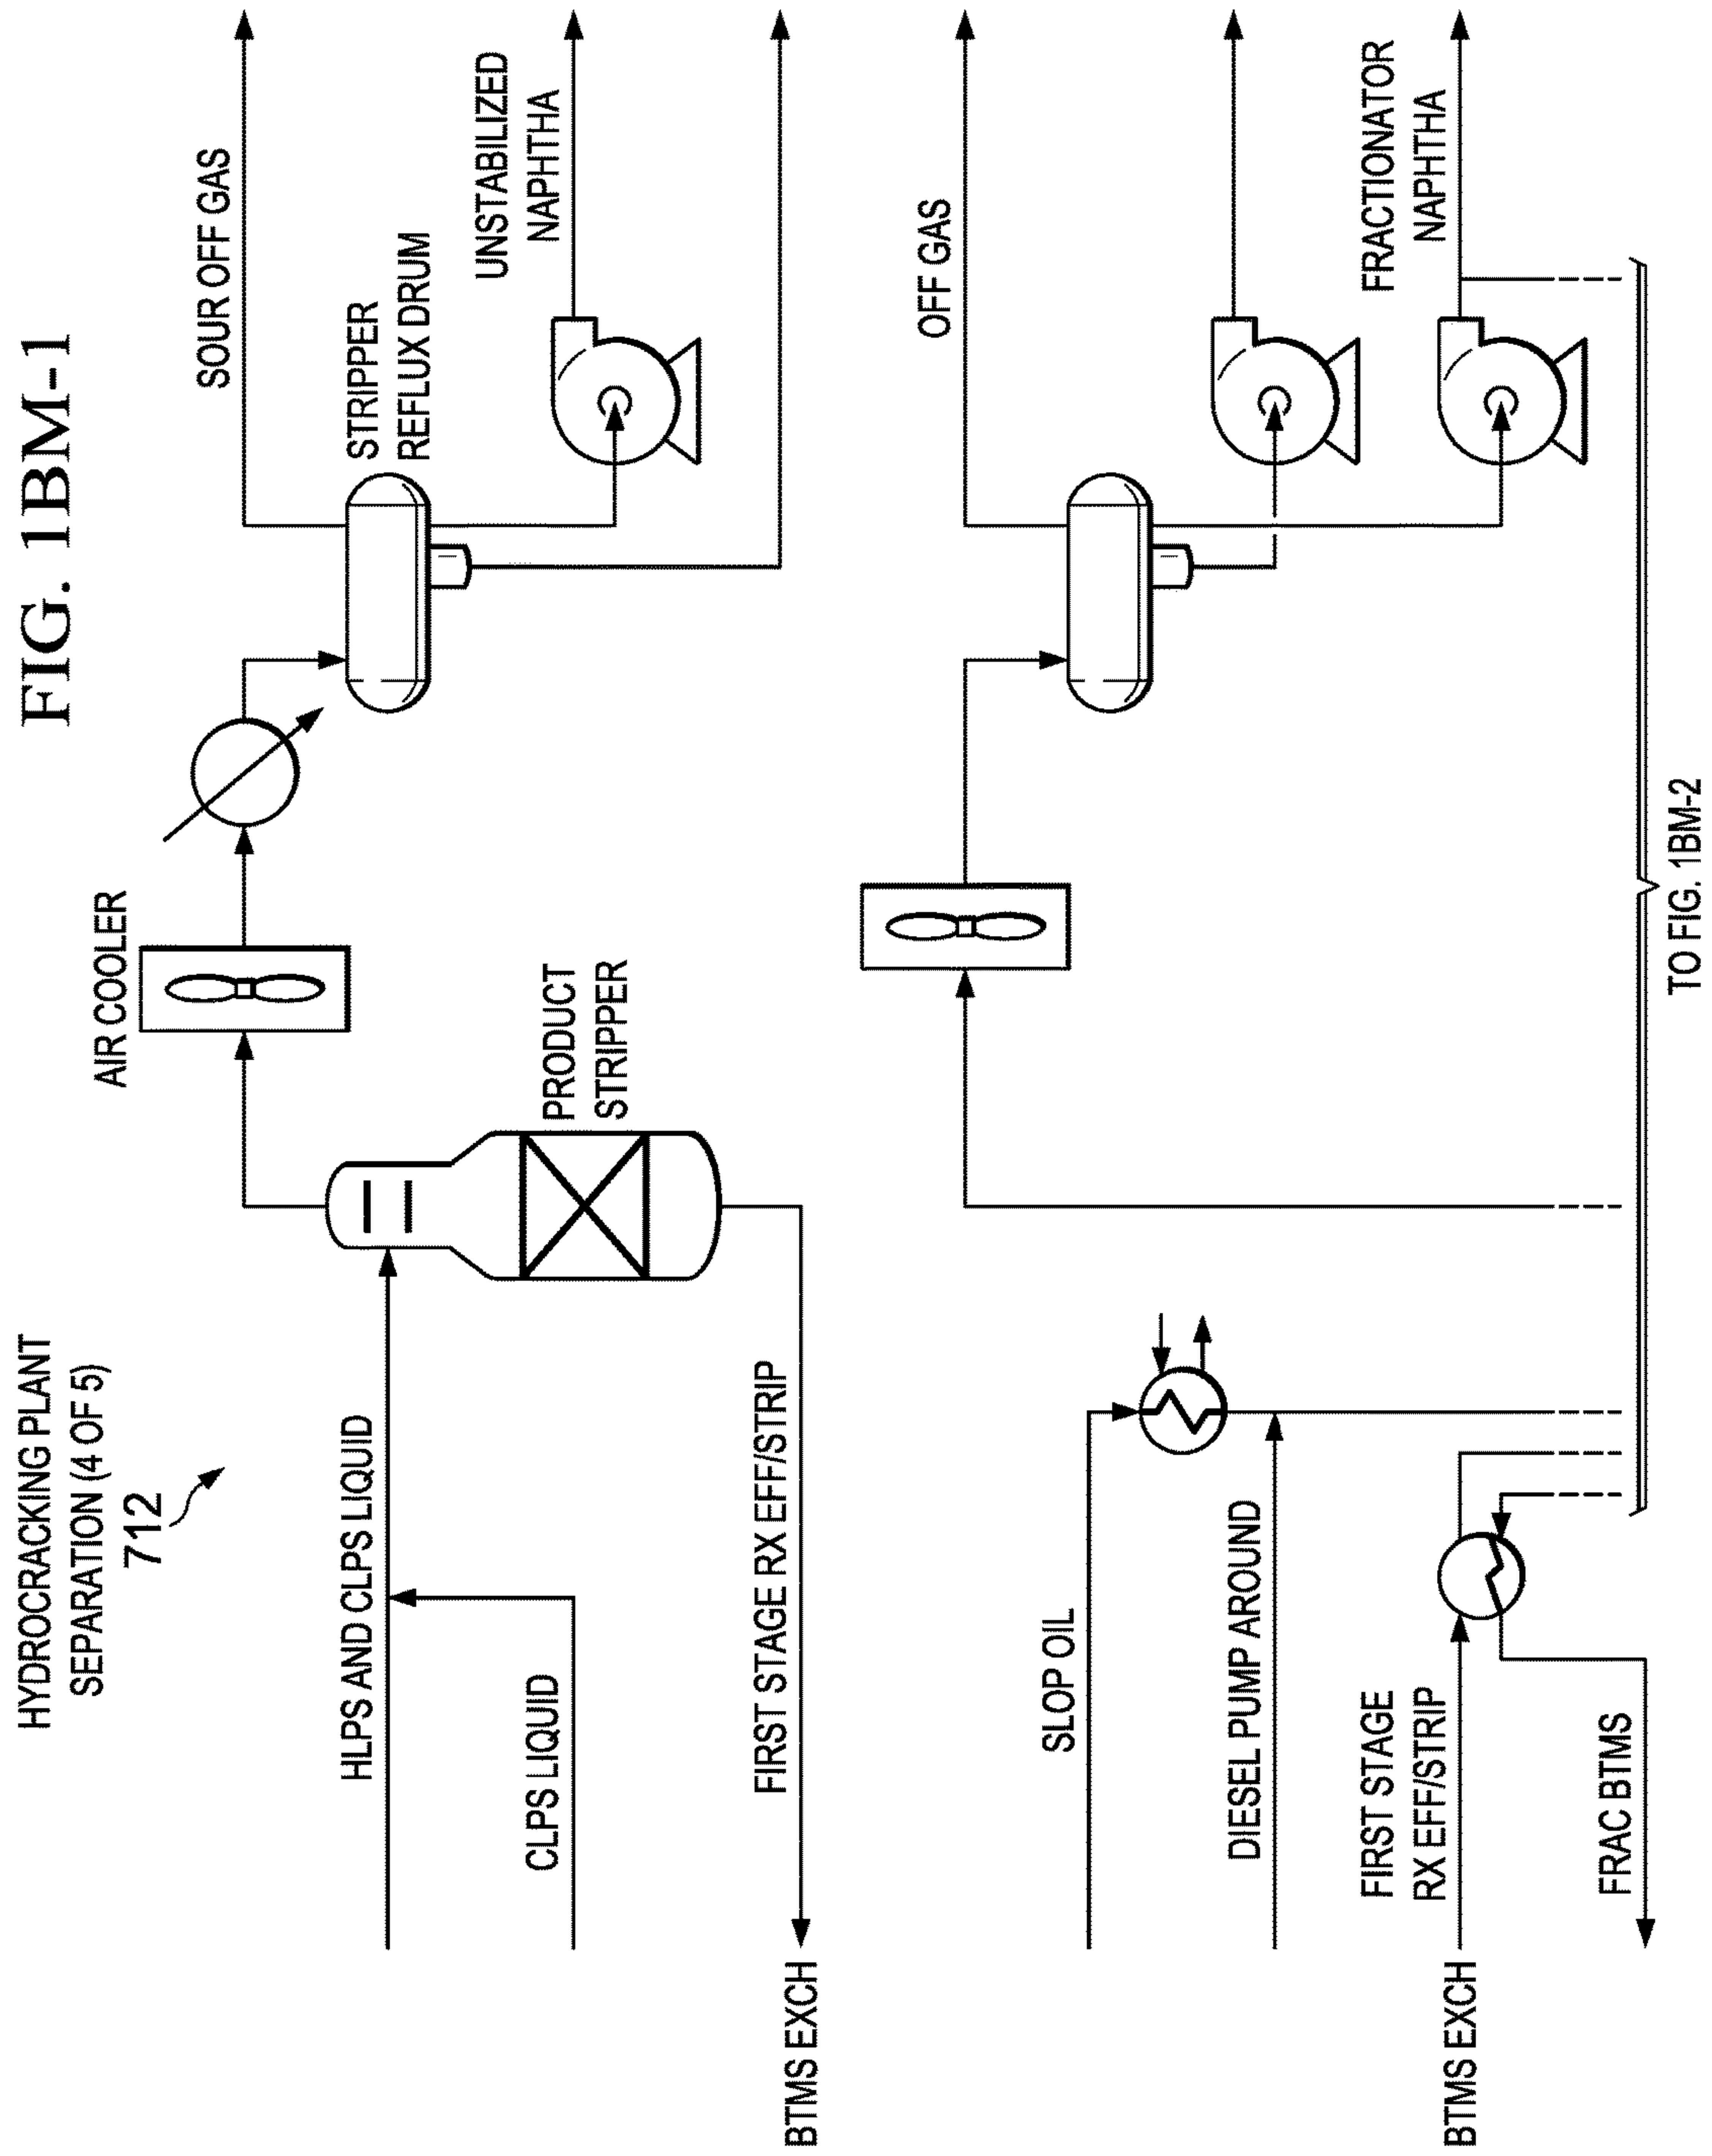 FIG. 1BM-1
HYDROCRACKING PLANT
SEPARATION (4 OF 5)
712
AIR COOLER
SOUR OFF GAS
STRIPPER
REFLUX DRUM
UNSTABILIZED
NAPHTHA
HLPS AND CLPS LIQUID
CLPS LIQUID
PRODUCT
STRIPPER
FIRST STAGE RX EFF/STRIP
BTMS EXCH
OFF GAS
SLOP OIL
DIESEL PUMP AROUND
FIRST STAGE
RX EFF/STRIP
BTMS EXCH
FRAC BTMS
FRACTIONATOR
NAPHTHA
TO FIG. 1BM-2